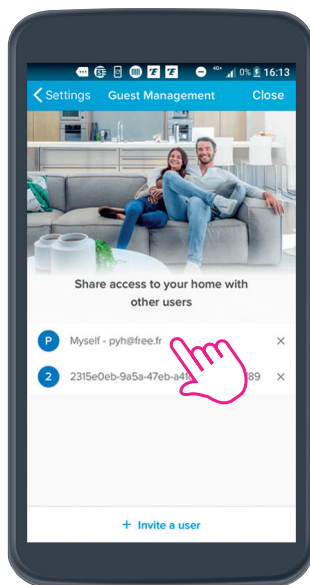 0% 16:13
Settings Guest Management Close
Share access to your home with
other users
P Myself - pyh@free.fr ×
2 2315e0eb-9a5a-47eb-a4 89 ×
+ Invite a user